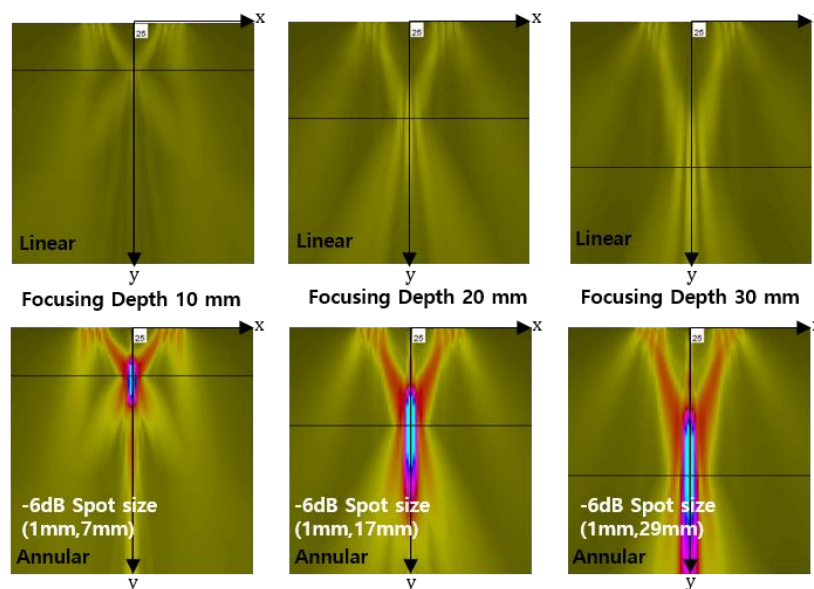 x
x
25
25
25
Linear
Linear
Linear
y
y
y
Focusing Depth 10 mm
Focusing Depth 20 mm
Focusing Depth 30 mm
x
x
25
25
25
-6dB Spot size
(1mm,7mm)
Annular
-6dB Spot size
(1mm,17mm)
Annular
-6dB Spot size
(1mm,29mm)
Annular
y
y
y